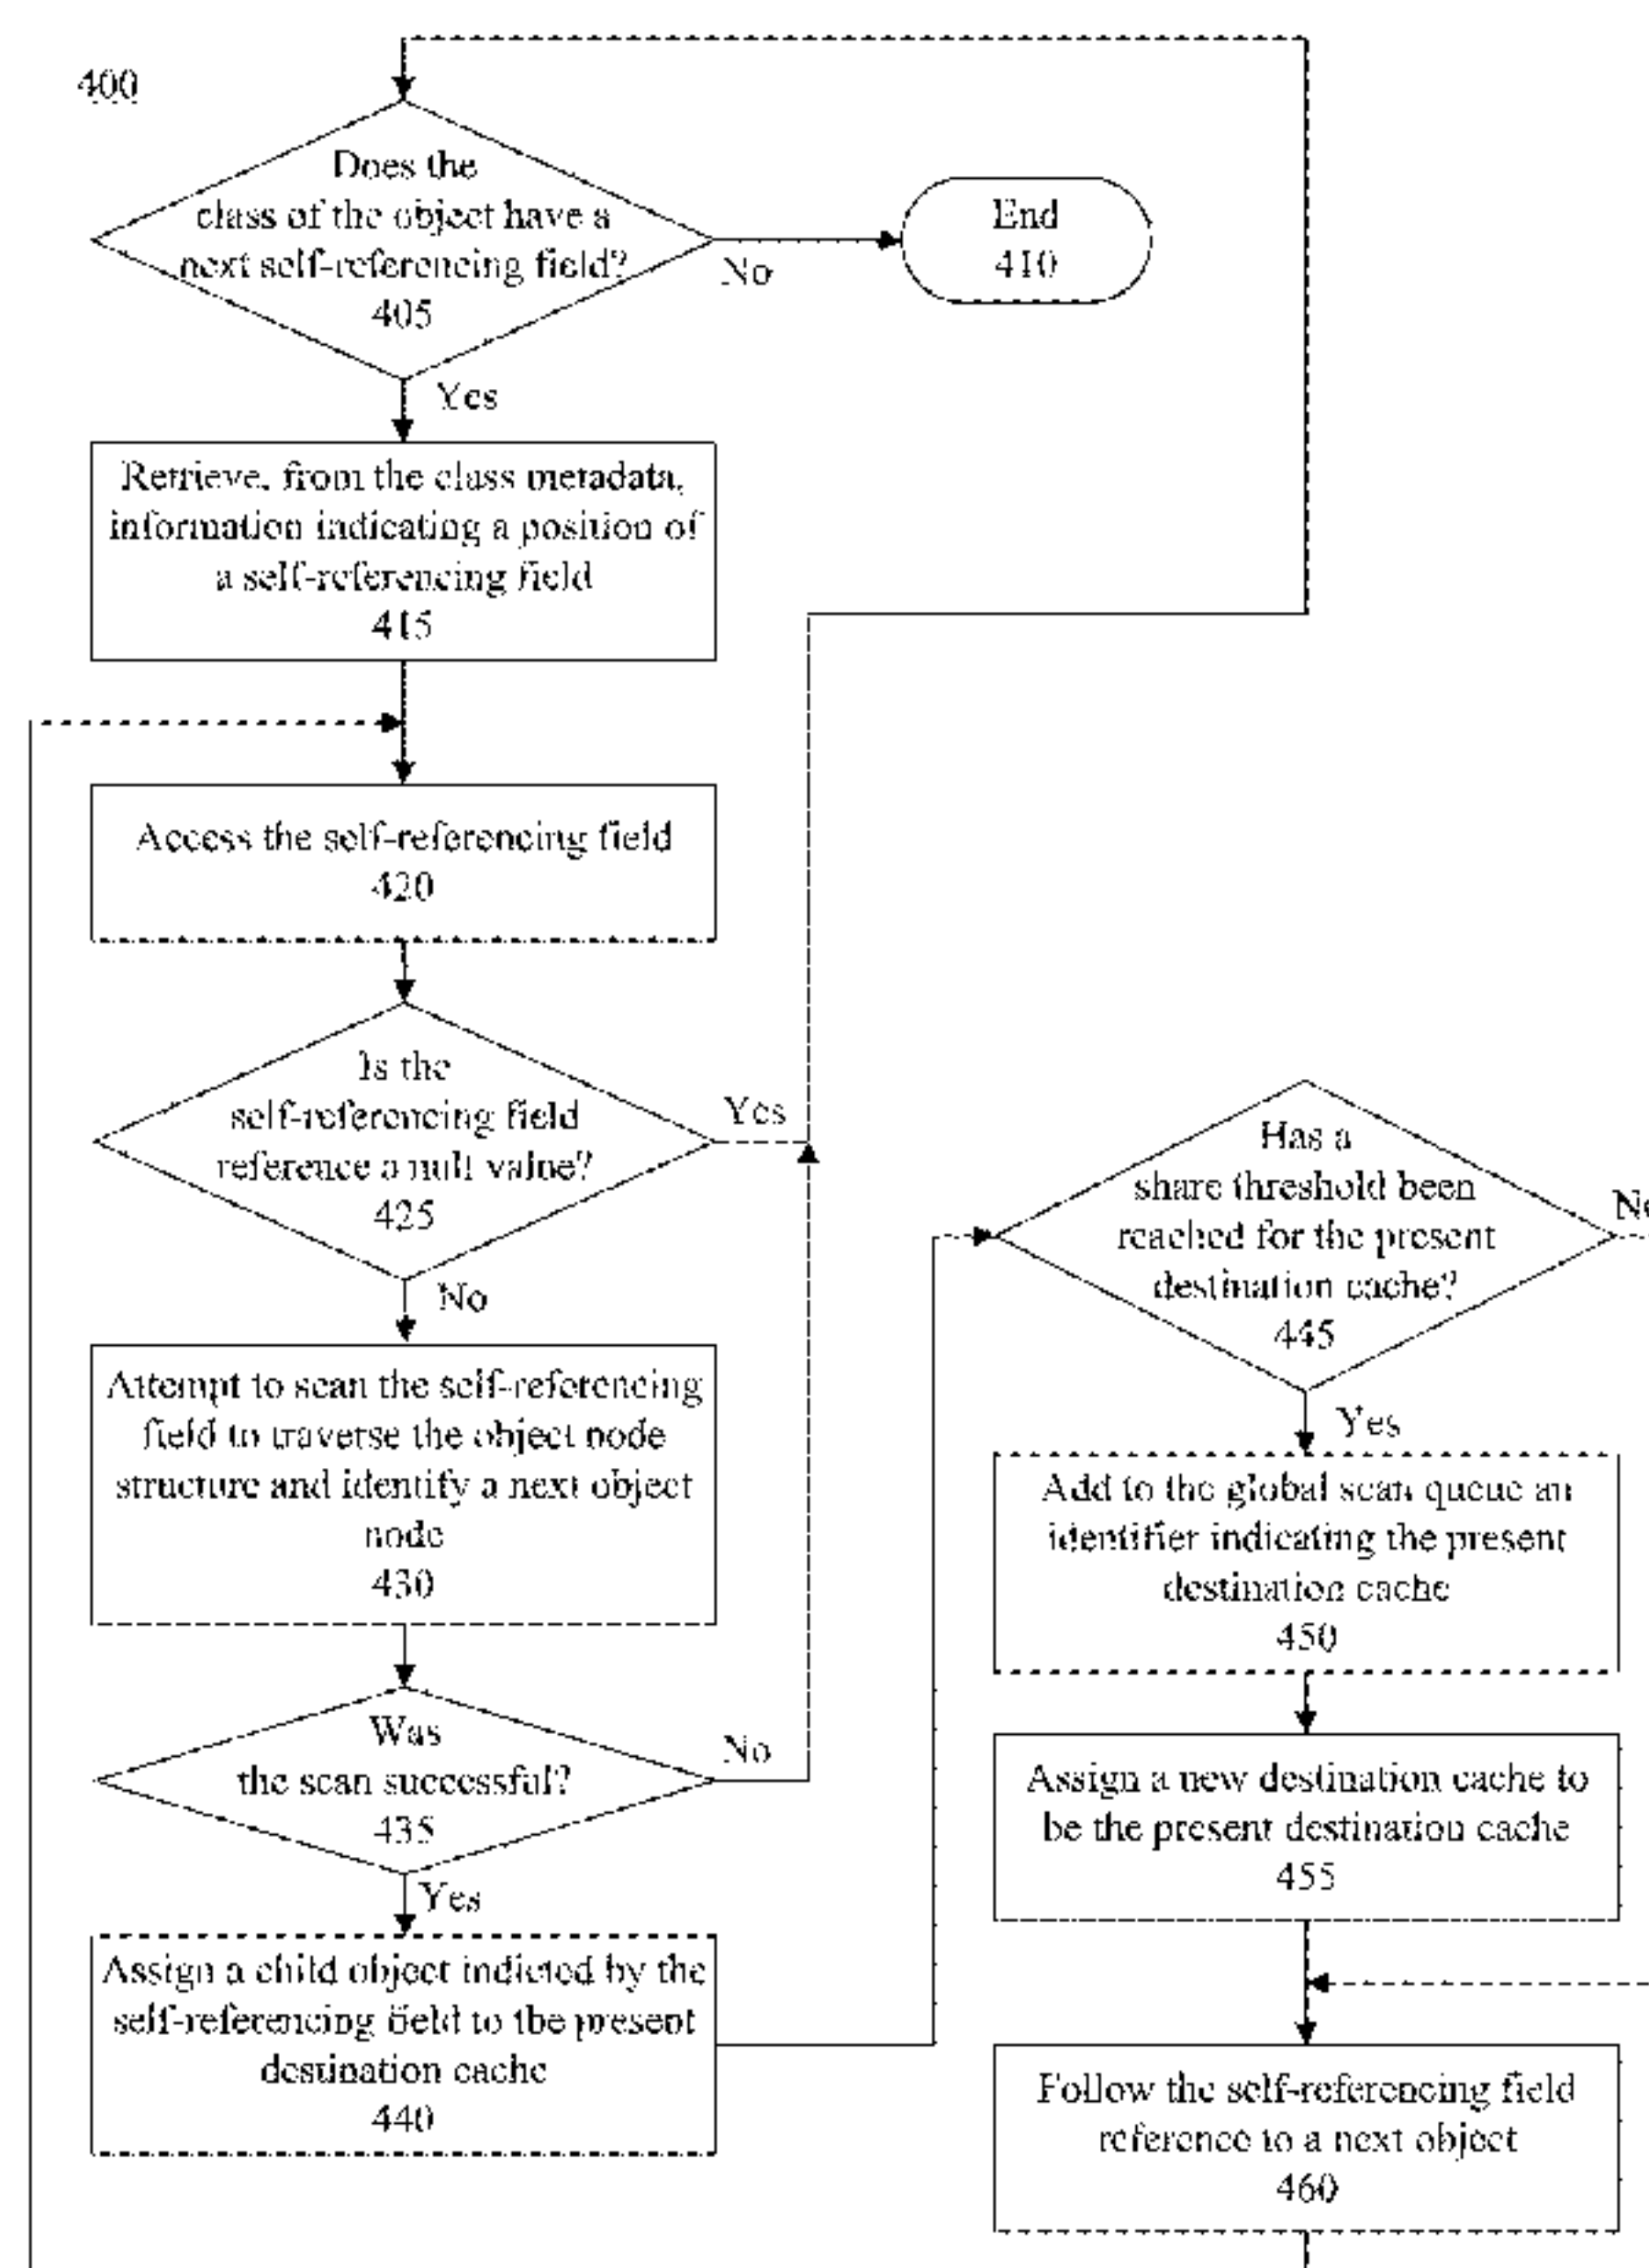 400
Does the
class of the object have a
next self-referencing field?
405
No
End
410
Yes
Retrieve, from the class metadata,
information indicating a position of
a self-referencing field
415
Access the self-referencing field
420
Is the
self-referencing field
reference a null value?
425
Yes
No
Attempt to scan the self-referencing
field to traverse the object node
structure and identify a next object
node
430
Was
the scan successful?
435
No
Yes
Assign a child object indicted by the
self-referencing field to the present
destination cache
440
Has a
share threshold been
reached for the present
destination cache?
445
No
Yes
Add to the global scan queue an
identifier indicating the present
destination cache
450
Assign a new destination cache to
be the present destination cache
455
Follow the self-referencing field
reference to a next object
460